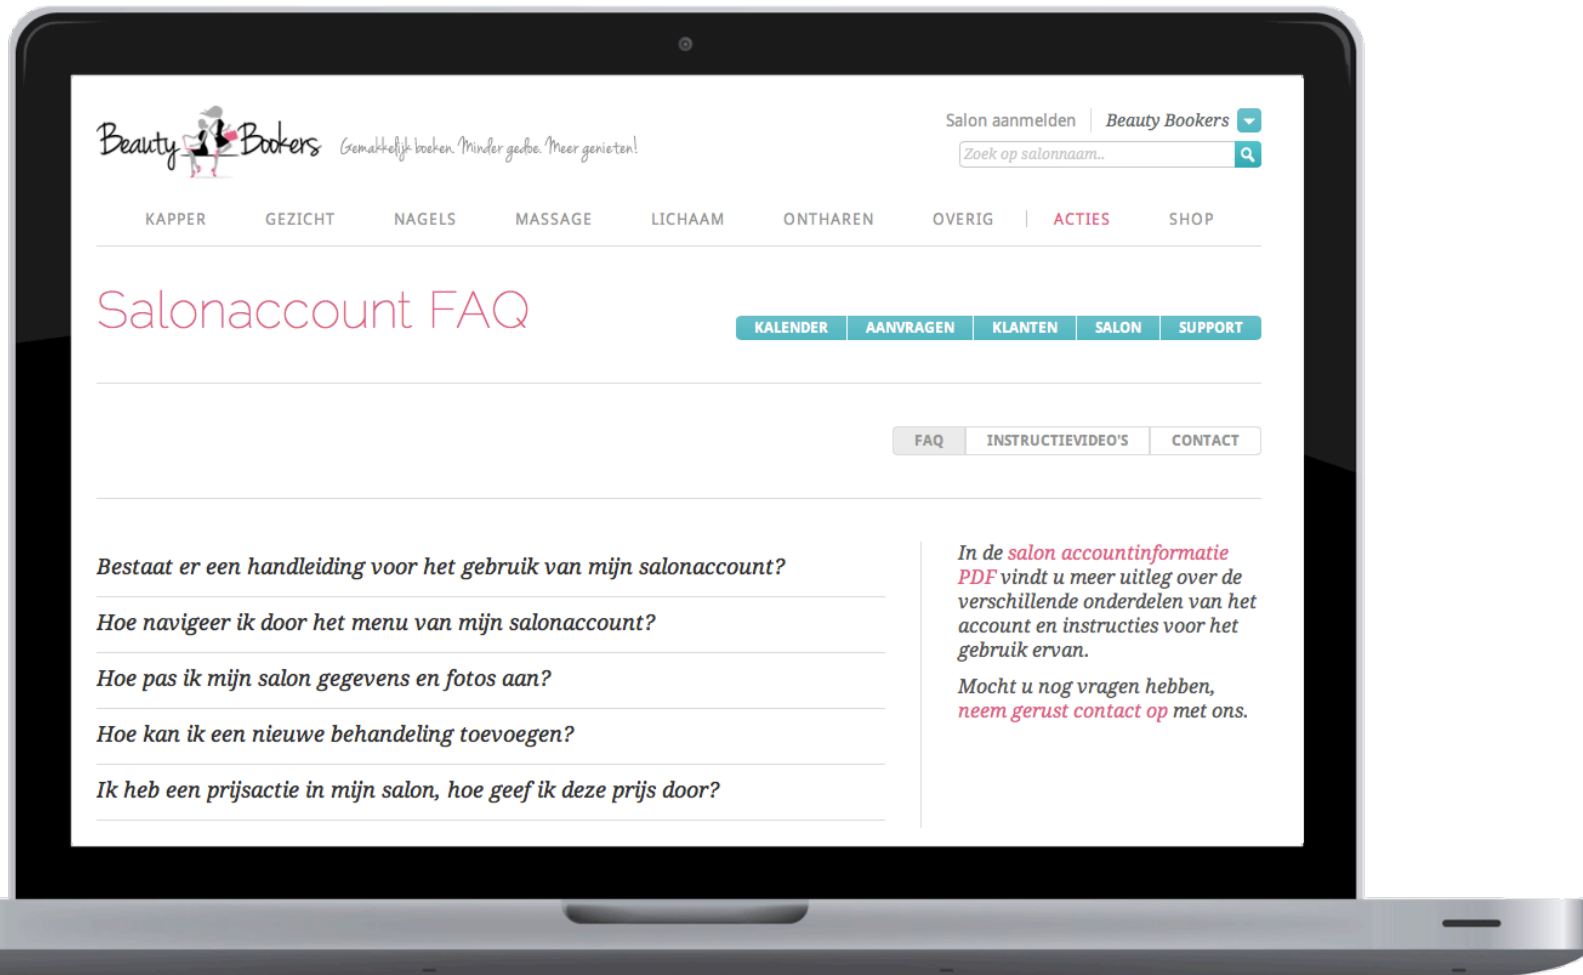 Beauty Bookers
Gemakkelijk boeken. Minder gedoe. Meer genieten!
Salon aanmelden
Beauty Bookers
Zoek op salonnaam..
KAPPER GEZICHT NAGELS MASSAGE LICHAAM ONTHAREN OVERIG ACTIES SHOP
Salonaccount FAQ
KALENDER AANVRAGEN KLANTEN SALON SUPPORT
FAQ INSTRUCTIEVIDEO'S CONTACT
Bestaat er een handleiding voor het gebruik van mijn salonaccount?
Hoe navigeer ik door het menu van mijn salonaccount?
Hoe pas ik mijn salon gegevens en fotos aan?
Hoe kan ik een nieuwe behandeling toevoegen?
Ik heb een prijsactie in mijn salon, hoe geef ik deze prijs door?
In de salon accountinformatie
PDF vindt u meer uitleg over de
verschillende onderdelen van het
account en instructies voor het
gebruik ervan.
Mocht u nog vragen hebben,
neem gerust contact op met ons.